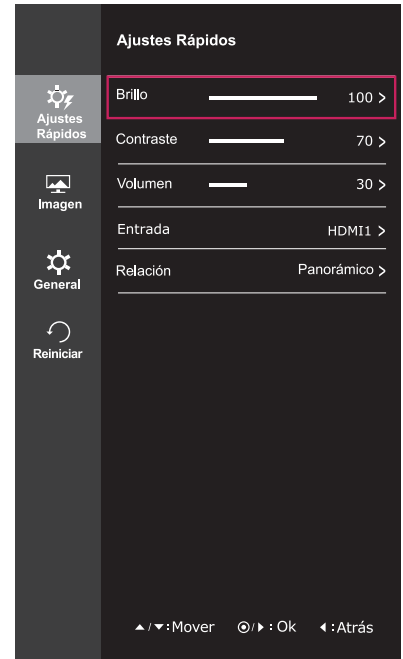 Ajustes Rápidos
Ajustes
Rápidos
Imagen
General
Reiniciar
Brillo 100 >
Contraste 70 >
Volumen 30 >
Entrada HDMI1 >
Relación Panorámico >
▲/▼:Mover ⦿/▶:Ok ◀:Atrás